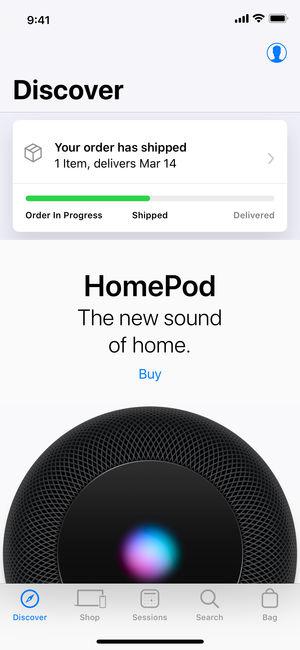 9:41
Discover
Your order has shipped
1 Item, delivers Mar 14
Order In Progress Shipped Delivered
HomePod
The new sound
of home.
Buy
Discover Shop Sessions Search Bag